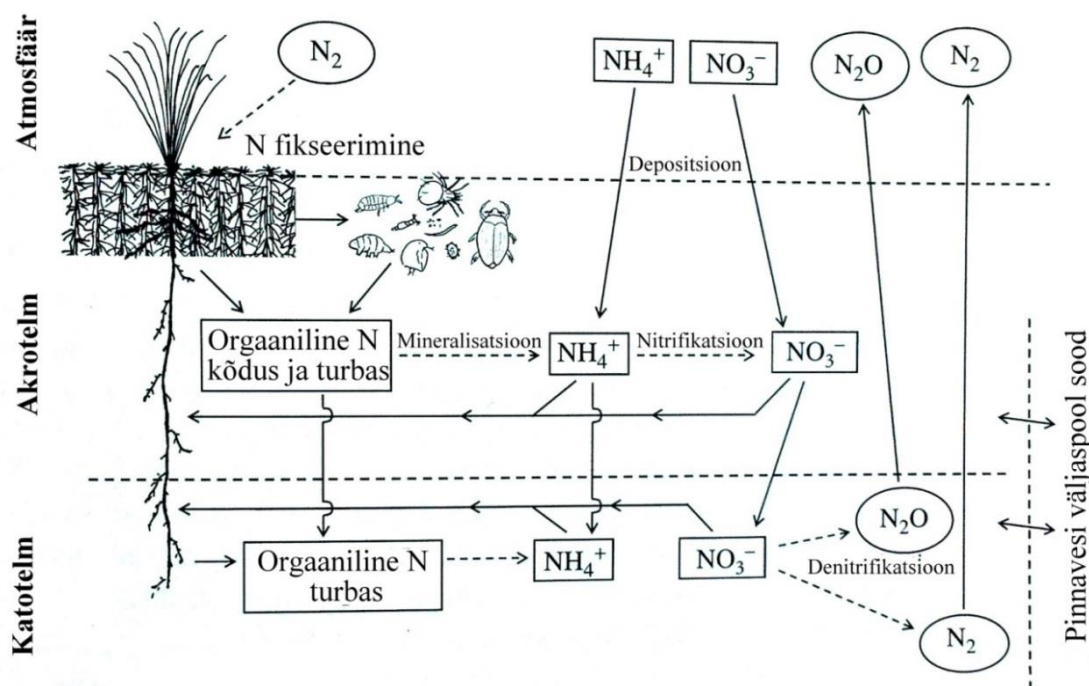 Atmosfäär
N₂
NH₄⁺
NO₃⁻
N₂O
N₂
N fikseerimine
Depositsioon
Akrotelm
Orgaaniline N
kõdus ja turbas
Mineralisatsioon
NH₄⁺
Nitrifikatsioon
NO₃⁻
Pinnavesi väljaspool sood
Katotelm
Orgaaniline N
turbas
NH₄⁺
NO₃⁻
N₂O
Denitrifikatsioon
N₂